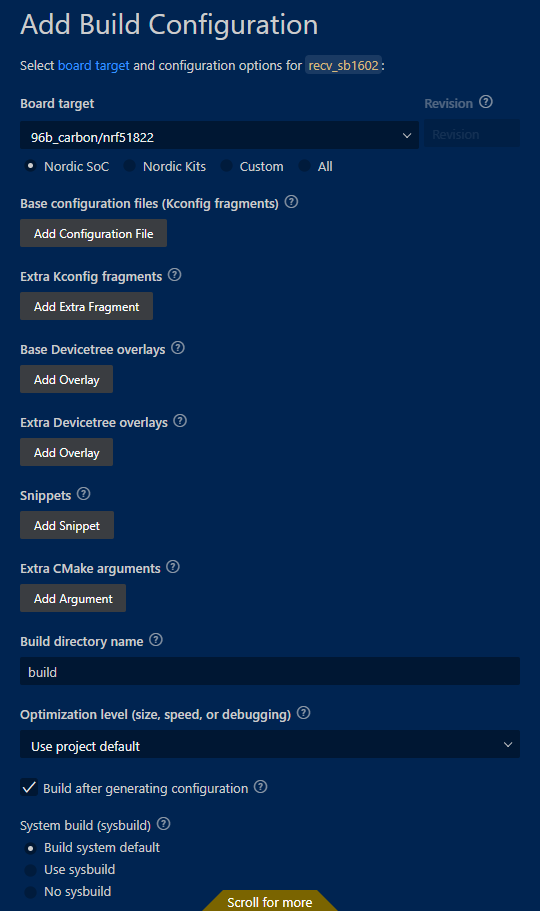 Add Build Configuration
Select board target and configuration options for recv_sb1602:
Board target
Revision
96b_carbon/nrf51822
Revision
Nordic SoC Nordic Kits Custom All
Base configuration files (Kconfig fragments)
Add Configuration File
Extra Kconfig fragments
Add Extra Fragment
Base Devicetree overlays
Add Overlay
Extra Devicetree overlays
Add Overlay
Snippets
Add Snippet
Extra CMake arguments
Add Argument
Build directory name
build
Optimization level (size, speed, or debugging)
Use project default
Build after generating configuration
System build (sysbuild)
Build system default
Use sysbuild
No sysbuild
Scroll for more